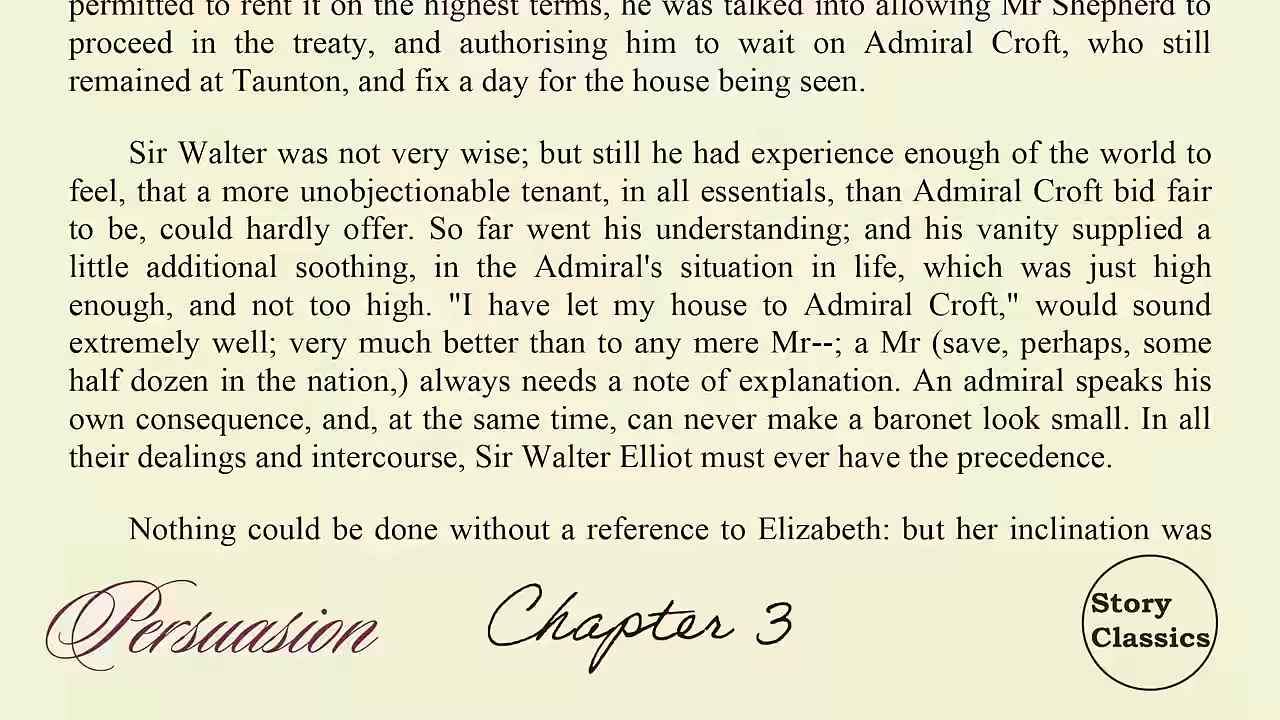 permitted to rent it on the highest terms, he was talked into allowing Mr Shepherd to
proceed in the treaty, and authorising him to wait on Admiral Croft, who still
remained at Taunton, and fix a day for the house being seen.
Sir Walter was not very wise; but still he had experience enough of the world to
feel, that a more unobjectionable tenant, in all essentials, than Admiral Croft bid fair
to be, could hardly offer. So far went his understanding; and his vanity supplied a
little additional soothing, in the Admiral's situation in life, which was just high
enough, and not too high. "I have let my house to Admiral Croft," would sound
extremely well; very much better than to any mere Mr--; a Mr (save, perhaps, some
half dozen in the nation,) always needs a note of explanation. An admiral speaks his
own consequence, and, at the same time, can never make a baronet look small. In all
their dealings and intercourse, Sir Walter Elliot must ever have the precedence.
Nothing could be done without a reference to Elizabeth: but her inclination was
Persuasion
Chapter 3
Story
Classics